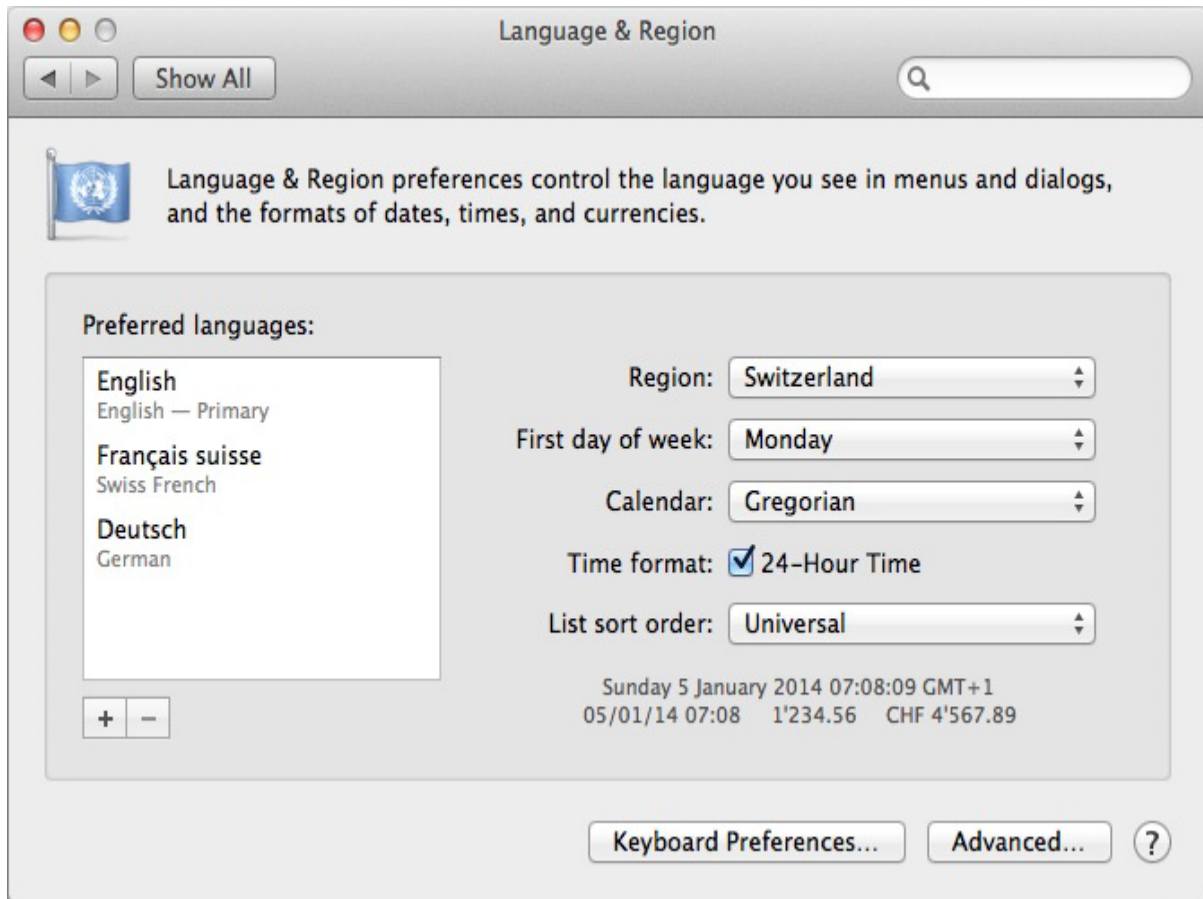 Language & Region
Show All
Language & Region preferences control the language you see in menus and dialogs,
and the formats of dates, times, and currencies.
Preferred languages:
English
English — Primary
Français suisse
Swiss French
Deutsch
German
+ −
Region: Switzerland
First day of week: Monday
Calendar: Gregorian
Time format: 24-Hour Time
List sort order: Universal
Sunday 5 January 2014 07:08:09 GMT+1
05/01/14 07:08 1'234.56 CHF 4'567.89
Keyboard Preferences... Advanced... ?